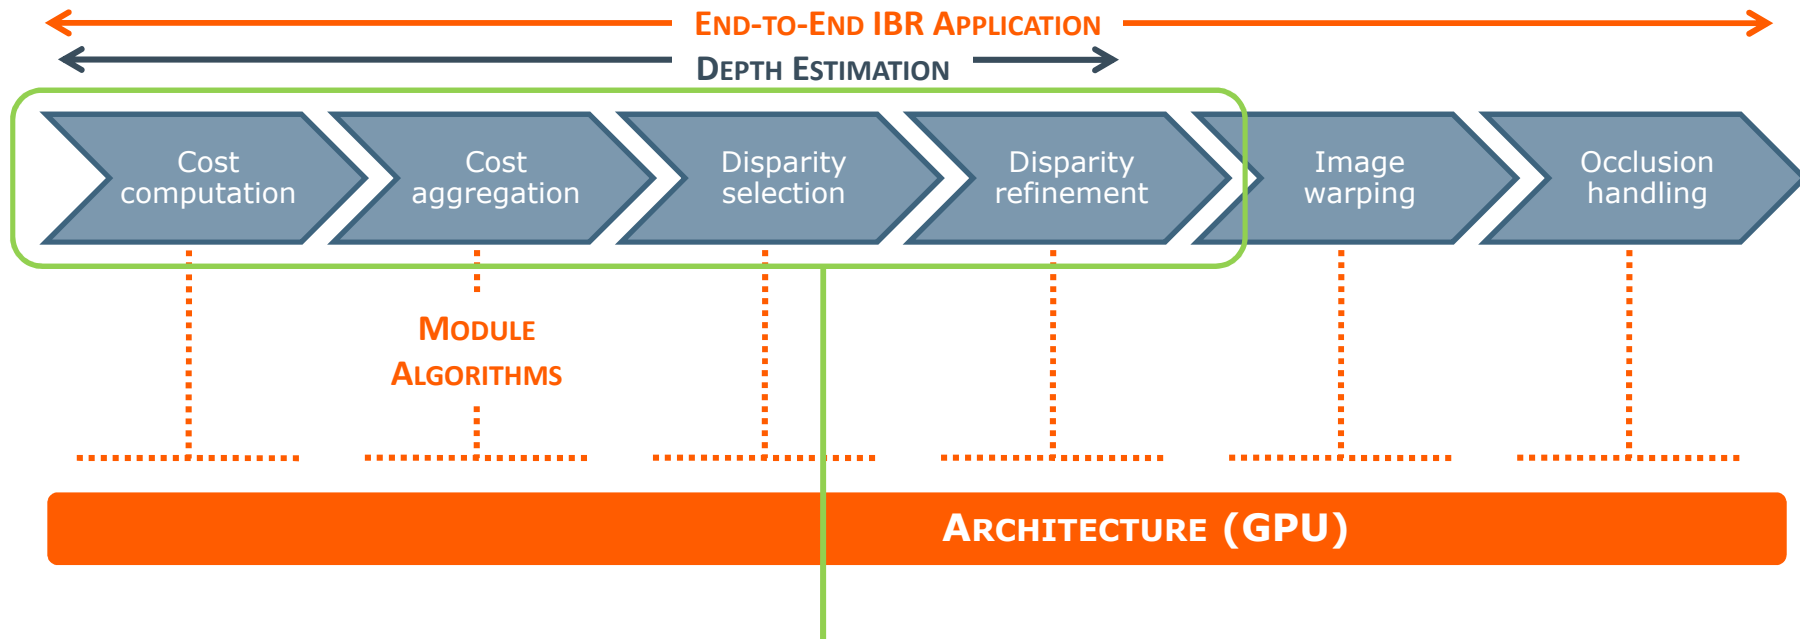 END-TO-END IBR APPLICATION
DEPTH ESTIMATION
Cost
computation
Cost
aggregation
Disparity
selection
Disparity
refinement
Image
warping
Occlusion
handling
MODULE
ALGORITHMS
ARCHITECTURE (GPU)